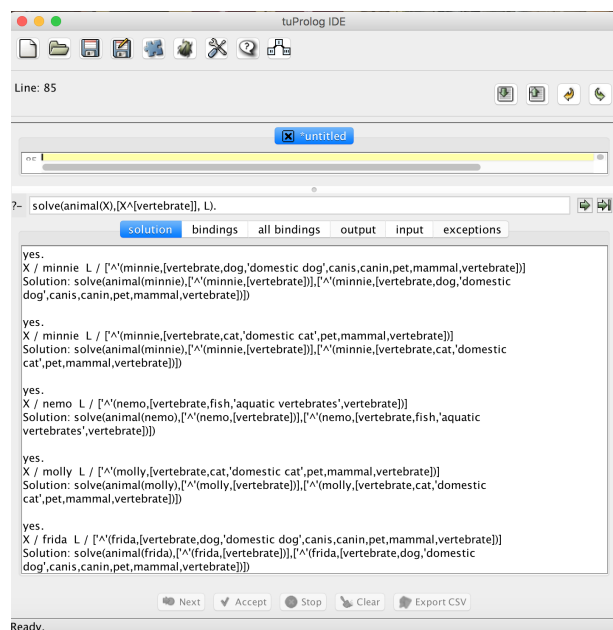 tuProlog IDE
Line: 85
*untitled
?- solve(animal(X),[X^[vertebrate]], L).
solution bindings all bindings output input exceptions
yes.
X / minnie L / ['^'(minnie,[vertebrate,dog,'domestic dog',canis,canin,pet,mammal,vertebrate])]
Solution: solve(animal(minnie),['^'(minnie,[vertebrate])],['^'(minnie,[vertebrate,dog,'domestic
dog',canis,canin,pet,mammal,vertebrate])])
yes.
X / minnie L / ['^'(minnie,[vertebrate,cat,'domestic cat',pet,mammal,vertebrate])]
Solution: solve(animal(minnie),['^'(minnie,[vertebrate])],['^'(minnie,[vertebrate,cat,'domestic
cat',pet,mammal,vertebrate])])
yes.
X / nemo L / ['^'(nemo,[vertebrate,fish,'aquatic vertebrates',vertebrate])]
Solution: solve(animal(nemo),['^'(nemo,[vertebrate])],['^'(nemo,[vertebrate,fish,'aquatic
vertebrates',vertebrate])])
yes.
X / molly L / ['^'(molly,[vertebrate,cat,'domestic cat',pet,mammal,vertebrate])]
Solution: solve(animal(molly),['^'(molly,[vertebrate])],['^'(molly,[vertebrate,cat,'domestic
cat',pet,mammal,vertebrate])])
yes.
X / frida L / ['^'(frida,[vertebrate,dog,'domestic dog',canis,canin,pet,mammal,vertebrate])]
Solution: solve(animal(frida),['^'(frida,[vertebrate])],['^'(frida,[vertebrate,dog,'domestic
dog',canis,canin,pet,mammal,vertebrate])])
Next Accept Stop Clear Export CSV
Ready.